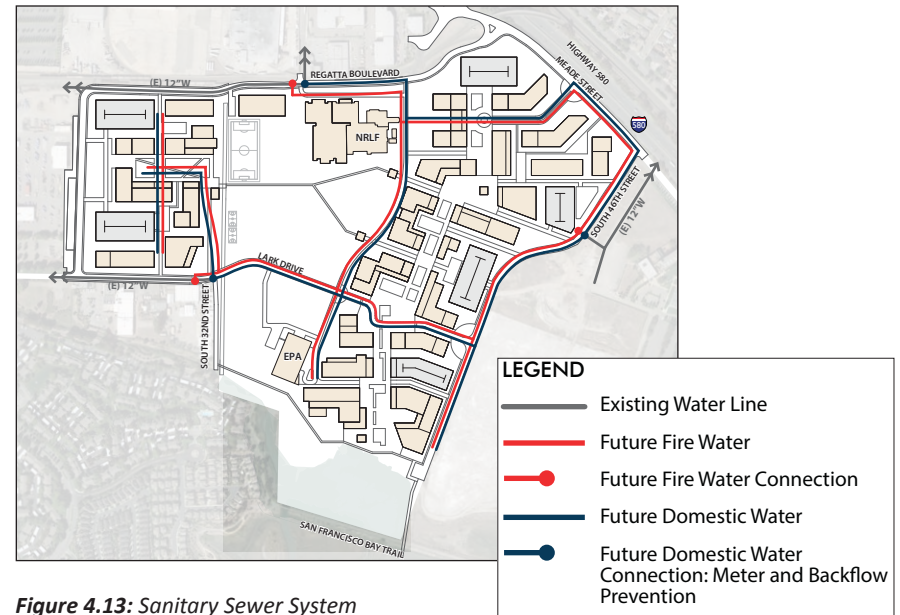 HIGHWAY 580
MEADE STREET
REGATTA BOULEVARD
(E) 12"W
580
NRLF
SOUTH 46TH STREET
(E) 12"W
LARK DRIVE
(E) 12"W
SOUTH 32ND STREET
EPA
SAN FRANCISCO BAY TRAIL
LEGEND
Existing Water Line
Future Fire Water
Future Fire Water Connection
Future Domestic Water
Future Domestic Water
Connection: Meter and Backflow
Prevention
Figure 4.13: Sanitary Sewer System